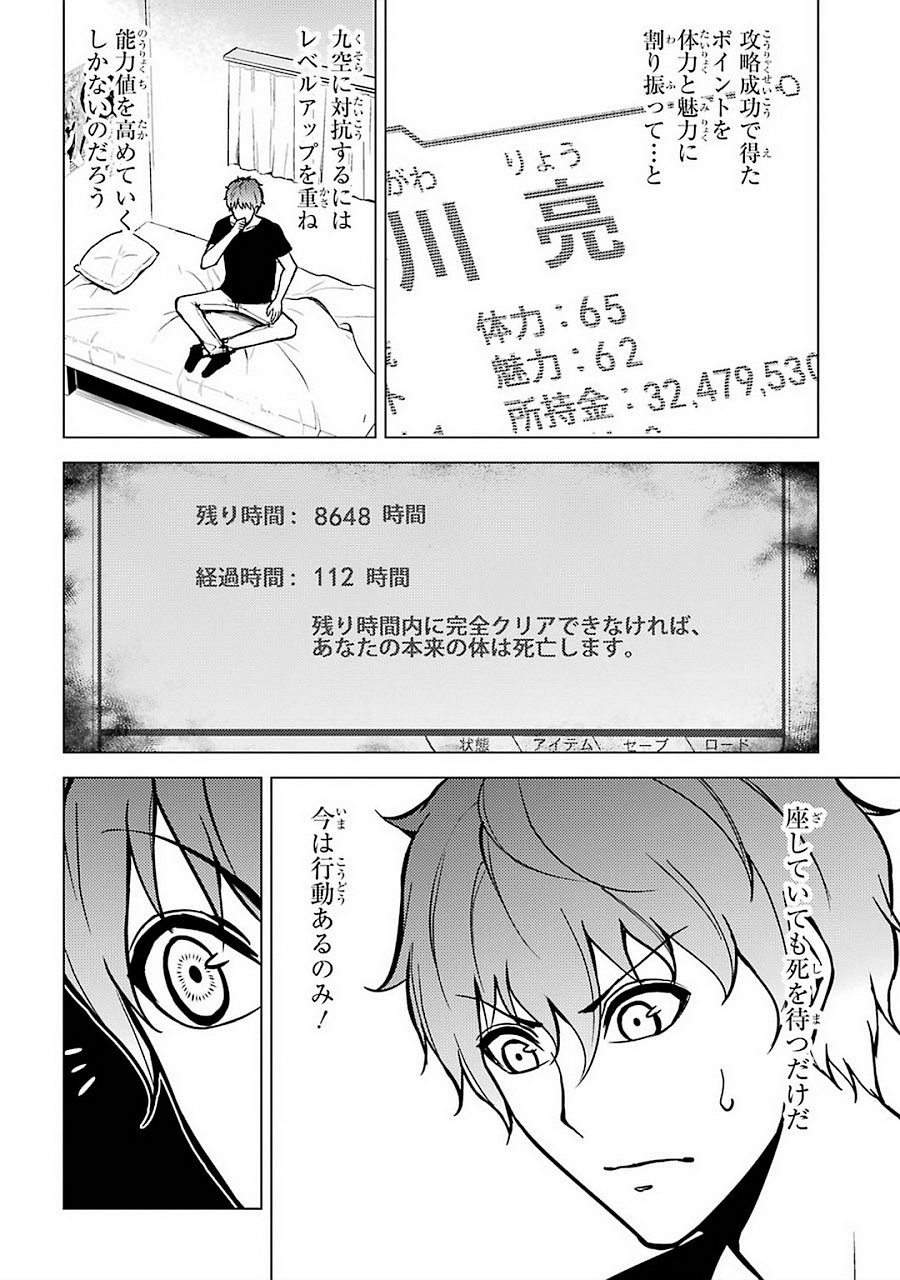 攻略成功で得た
ポイントを
体力と魅力に
割り振って…と
がわ りょう
川 亮
体力：65
魅力：62
所持金：32,479,530
九空に対抗するには
レベルアップを重ね
能力値を高めていく
しかないのだろう
残り時間： 8648 時間
経過時間： 112 時間
残り時間内に完全クリアできなければ、
あなたの本来の体は死亡します。
状態 アイテム セーブ ロード
座していても死を待つだけだ
今は行動あるのみ！